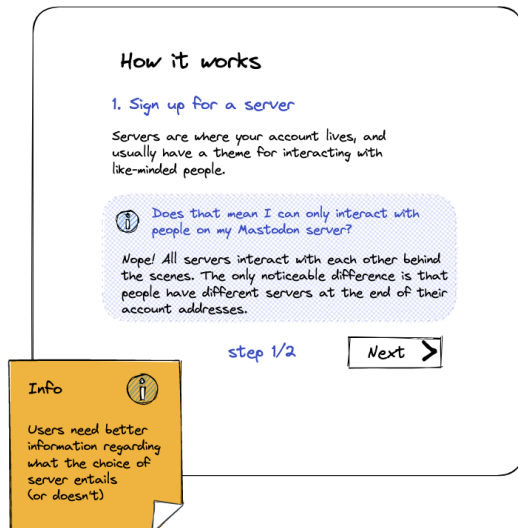 How it works
1. Sign up for a server
Servers are where your account lives, and
usually have a theme for interacting with
like-minded people.
Does that mean I can only interact with
people on my Mastodon server?
Nope! All servers interact with each other behind
the scenes. The only noticeable difference is that
people have different servers at the end of their
account addresses.
step 1/2
Next
Info
Users need better
information regarding
what the choice of
server entails
(or doesn't)